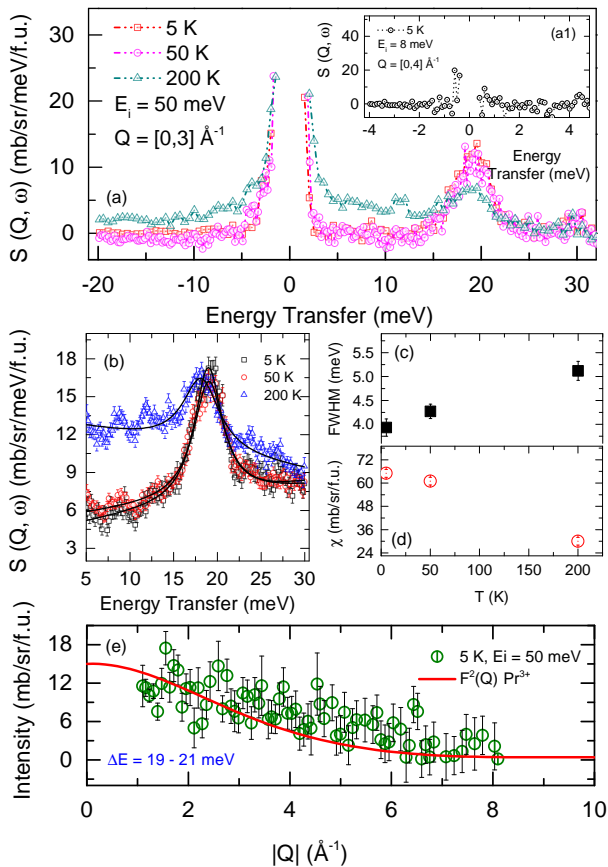 5 K
50 K
200 K
E_i = 50 meV
Q = [0,3] Å⁻¹
(a)
S (Q, ω) (mb/sr/meV/f.u.)
0
10
20
30
-20
-10
0
10
20
30
Energy Transfer (meV)
(a1)
5 K
E_i = 8 meV
Q = [0,4] Å⁻¹
S (Q, ω)
0
20
40
-4
-2
0
2
4
Energy
Transfer (meV)
(b)
5 K
50 K
200 K
S (Q, ω) (mb/sr/meV/f.u.)
3
6
9
12
15
18
5
10
15
20
25
30
Energy Transfer (meV)
(c)
FWHM (meV)
4.0
4.5
5.0
5.5
(d)
χ (mb/sr/f.u.)
24
36
48
60
72
0
50
100
150
200
T (K)
(e)
5 K, Ei = 50 meV
F²(Q) Pr³⁺
ΔE = 19 - 21 meV
Intensity (mb/sr/f.u.)
0
6
12
18
0
2
4
6
8
10
|Q| (Å⁻¹)